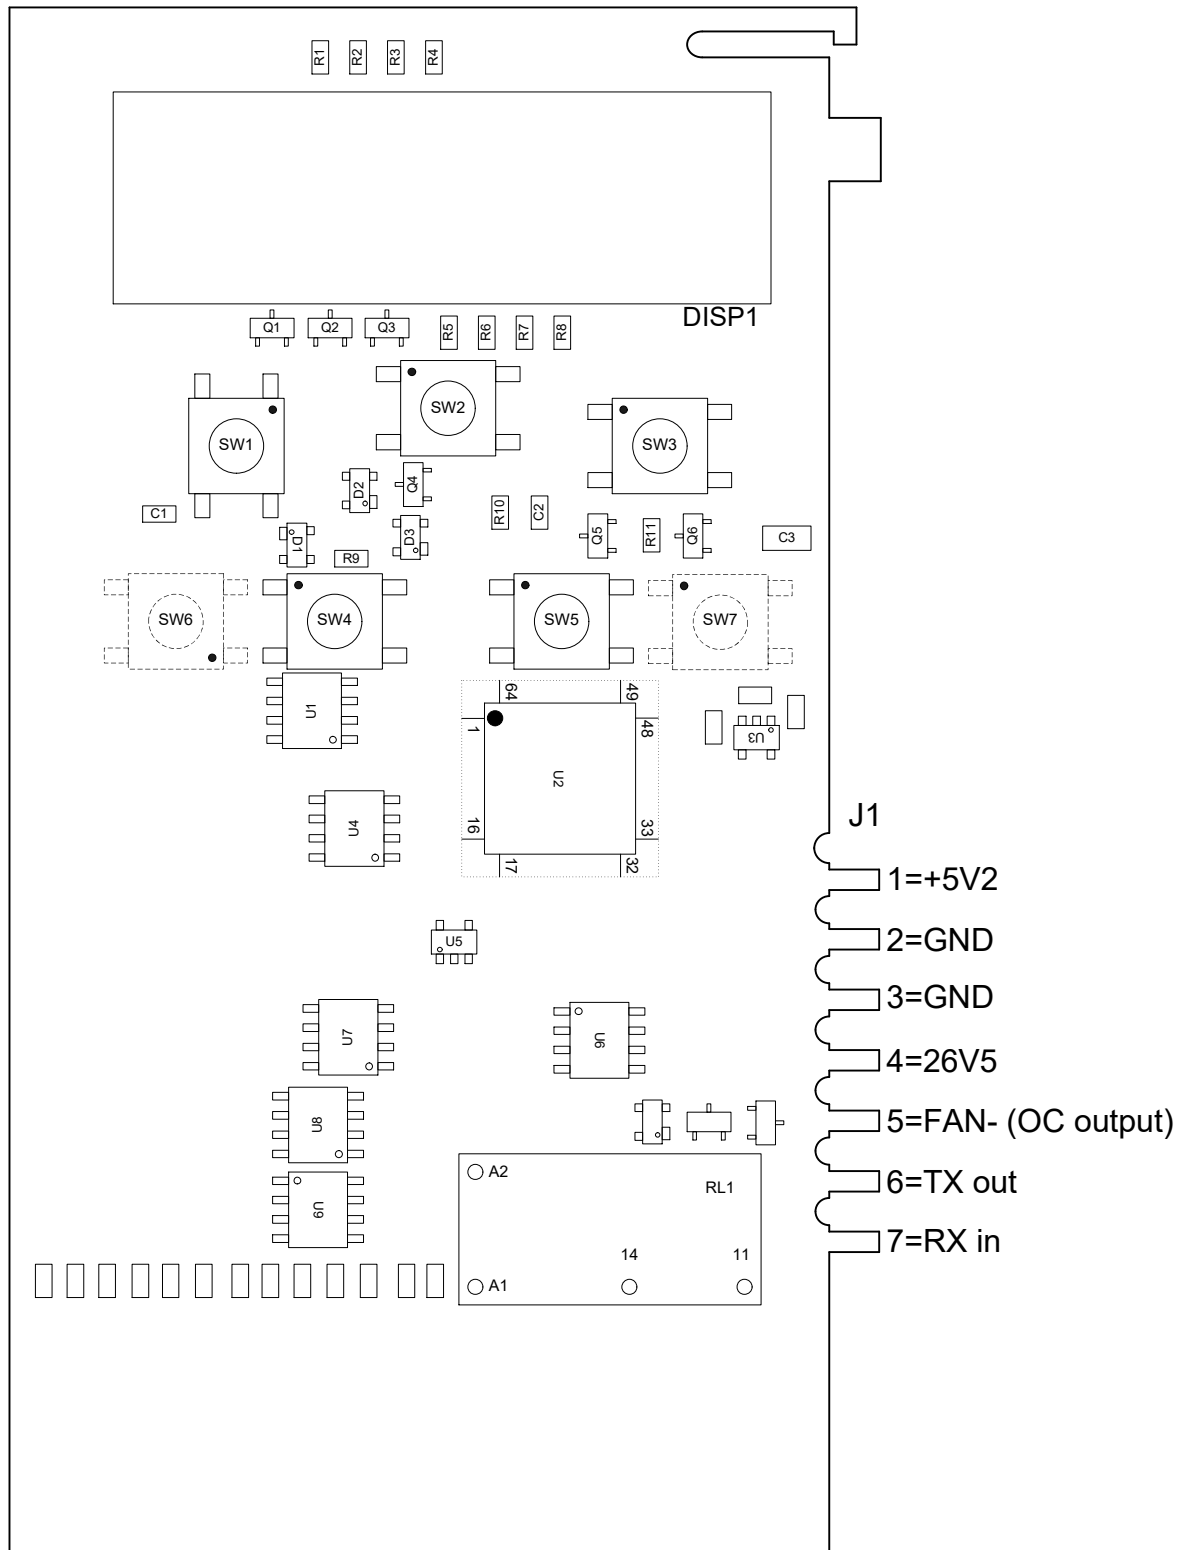 R1 R2 R3 R4
DISP1
Q1 Q2 Q3 R5 R6 R7 R8
SW1 SW2 SW3
D2 Q4
C1 R10 C2 Q5 R11 Q6 C3
D1 D3
R9
SW6 SW4 SW5 SW7
U1
64 49
1 48
U3
U2
U4
16 33
17 32
J1
1=+5V2
U5
2=GND
3=GND
U7 U6
4=26V5
U8
5=FAN- (OC output)
A2 RL1
6=TX out
U9
7=RX in
14 11
A1